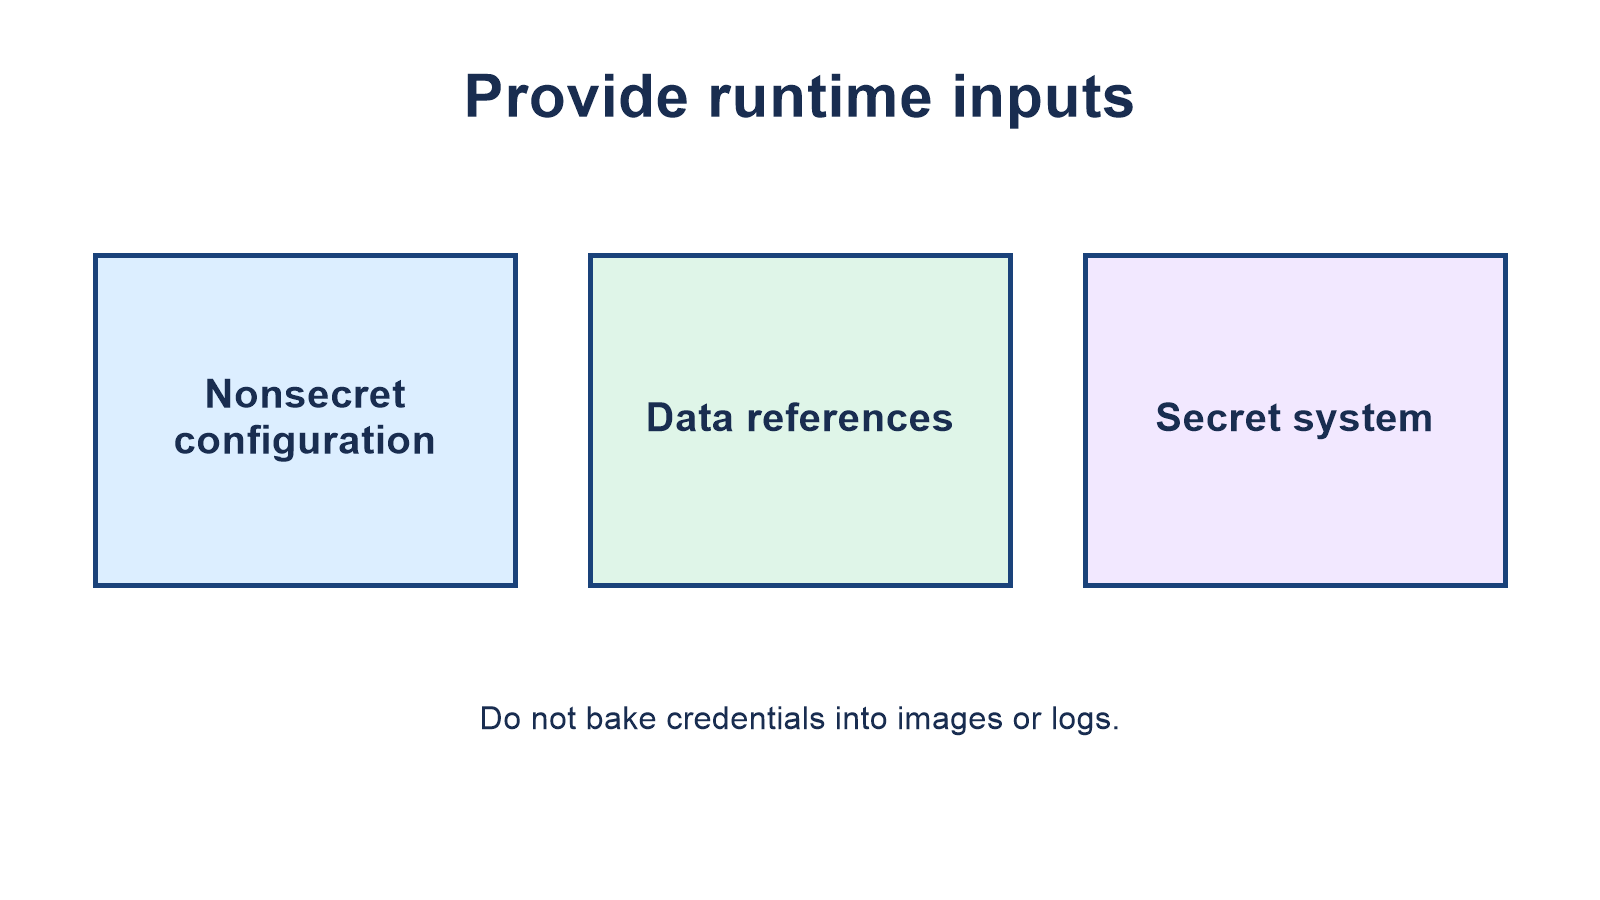 Provide runtime inputs
Nonsecret
configuration
Data references
Secret system
Do not bake credentials into images or logs.